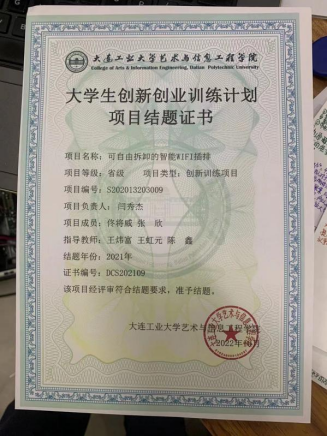 大连工业大学艺术与信息工程学院
College of Arts & Information Engineering, Dalian Polytechnic University
大学生创新创业训练计划
项目结题证书
项目名称：可自由拆卸的智能WIFI插排
项目等级：省级 项目类型：创新训练项目
项目编号：S202013203009
项目负责人：闫秀杰
项目成员：佟将威 张 欣
指导教师：王炜富 王虹元 陈 鑫
结题年份：2021年
证书编号：DCS202109
该项目经评审符合结题要求，准予结题。
大连工业大学艺术与信息工程学院
2022年